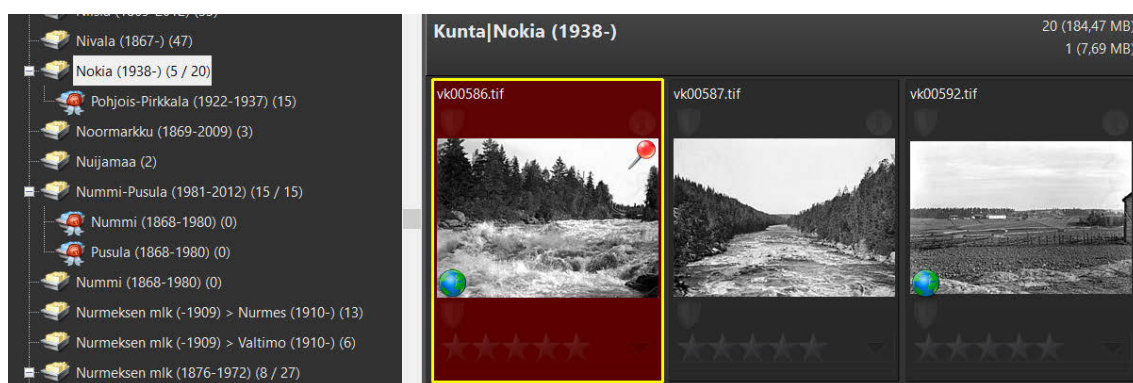 Nivala (1867-) (47)
Nokia (1938-) (5 / 20)
Pohjois-Pirkkala (1922-1937) (15)
Noormarkku (1869-2009) (3)
Nuijamaa (2)
Nummi-Pusula (1981-2012) (15 / 15)
Nummi (1868-1980) (0)
Pusula (1868-1980) (0)
Nummi (1868-1980) (0)
Nurmeksen mlk (-1909) > Nurmes (1910-) (13)
Nurmeksen mlk (-1909) > Valtimo (1910-) (6)
Nurmeksen mlk (1876-1972) (8 / 27)
Kunta|Nokia (1938-)
20 (184,47 MB)
1 (7,69 MB)
vk00586.tif
vk00587.tif
vk00592.tif